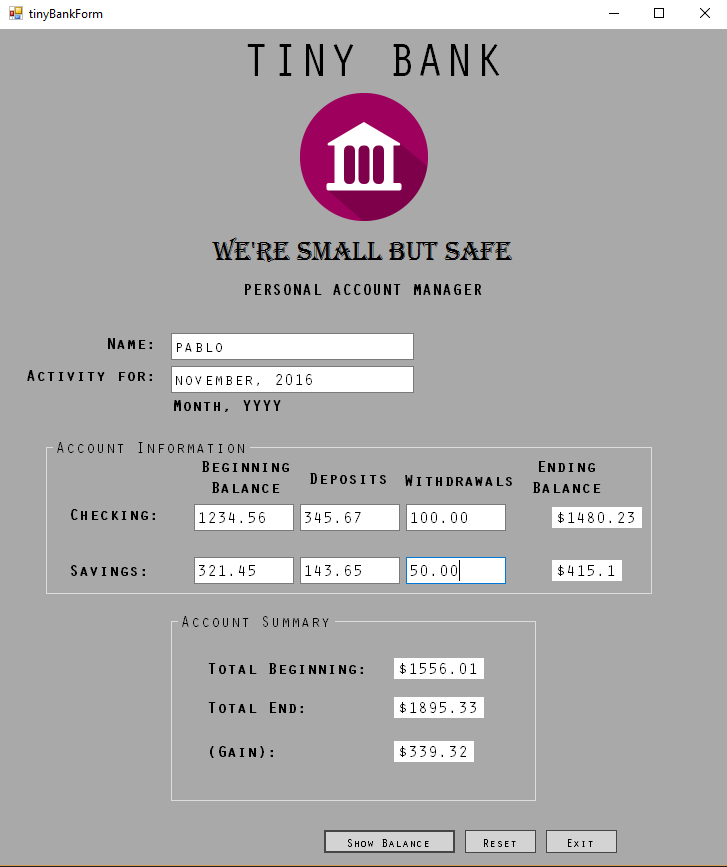 tinyBankForm
TINY BANK
WE'RE SMALL BUT SAFE
PERSONAL ACCOUNT MANAGER
NAME: PABLO
ACTIVITY FOR: NOVEMBER, 2016
MONTH, YYYY
ACCOUNT INFORMATION
BEGINNING BALANCE DEPOSITS WITHDRAWALS ENDING BALANCE
CHECKING: 1234.56 345.67 100.00 $1480.23
SAVINGS: 321.45 143.65 50.00 $415.1
ACCOUNT SUMMARY
TOTAL BEGINNING: $1556.01
TOTAL END: $1895.33
(GAIN): $339.32
SHOW BALANCE RESET EXIT